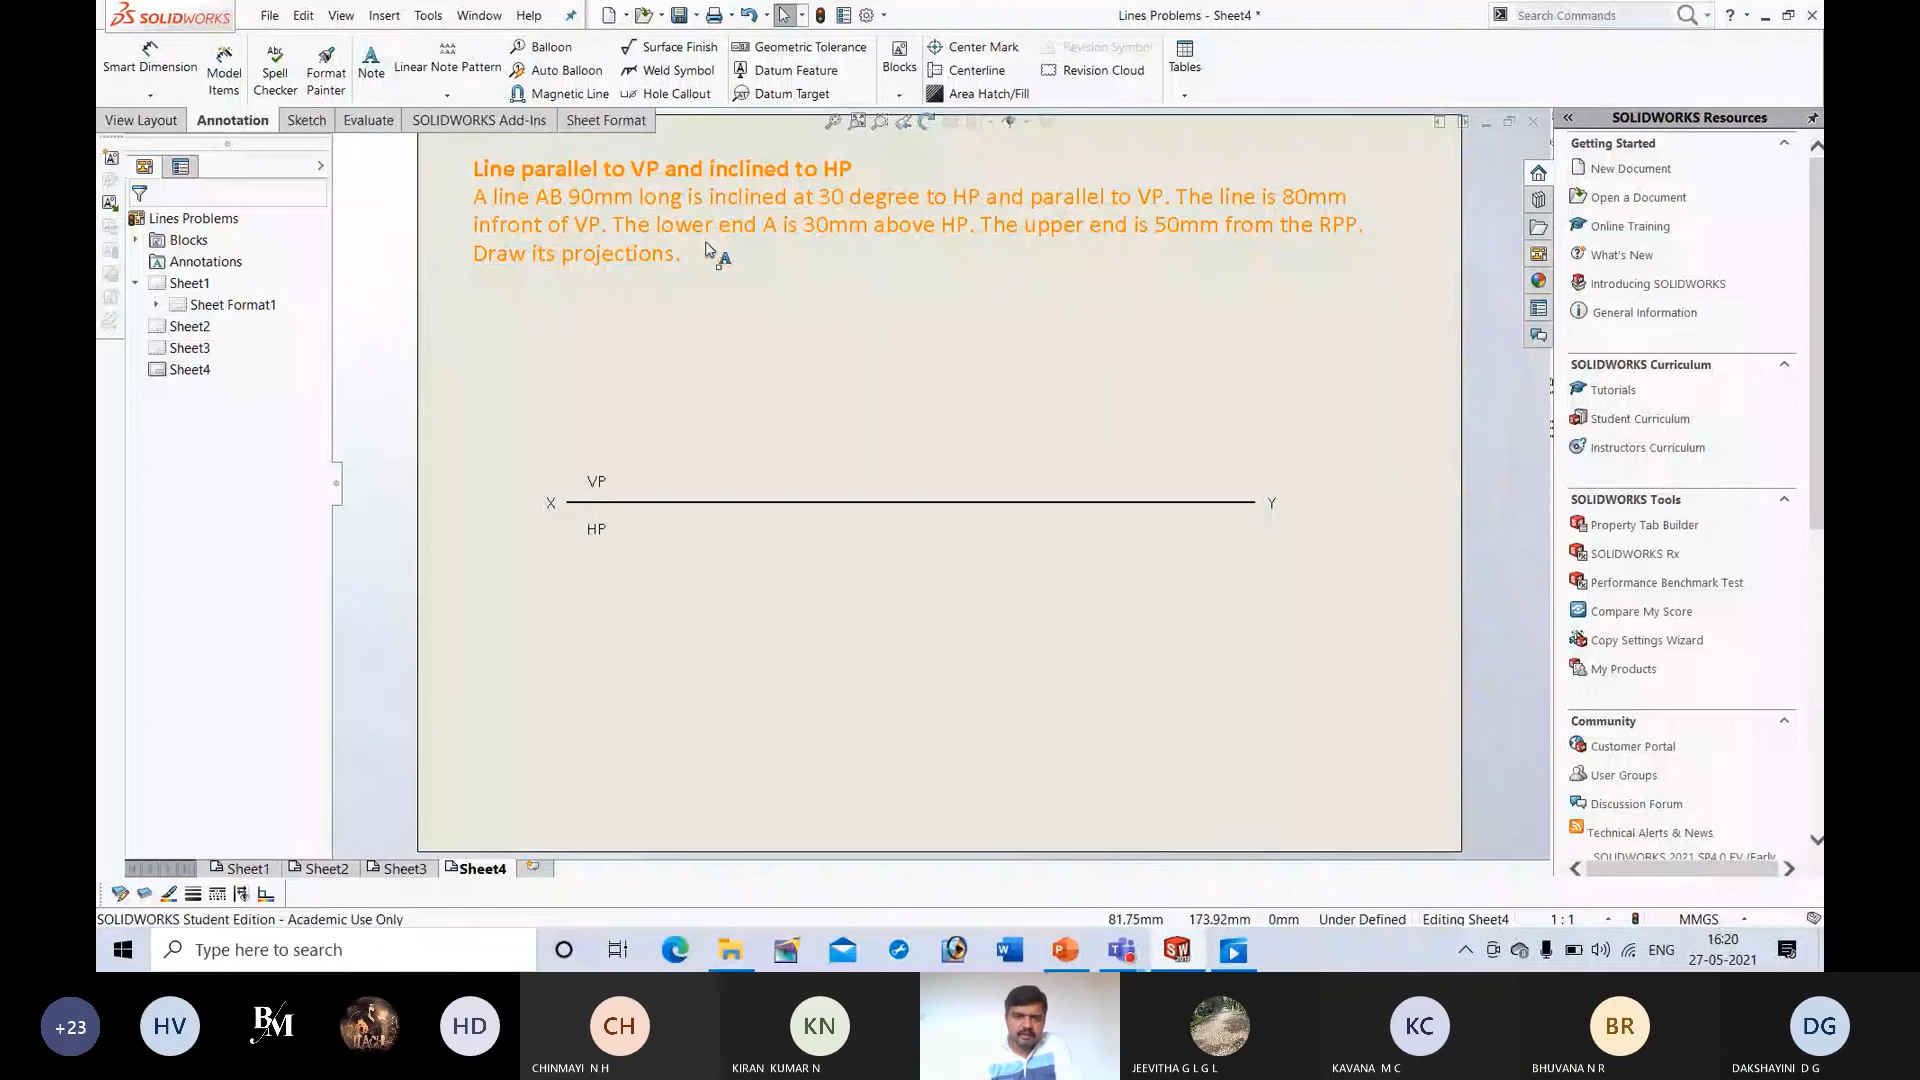 SOLIDWORKS
File Edit View Insert Tools Window Help
Lines Problems - Sheet4 *
Search Commands
?
Smart Dimension
Model Items
Spell Checker
Format Painter
Note
Linear Note Pattern
Balloon
Auto Balloon
Magnetic Line
Surface Finish
Weld Symbol
Hole Callout
Geometric Tolerance
Datum Feature
Datum Target
Blocks
Center Mark
Centerline
Area Hatch/Fill
Revision Symbol
Revision Cloud
Tables
View Layout Annotation Sketch Evaluate SOLIDWORKS Add-Ins Sheet Format
Lines Problems
Blocks
Annotations
Sheet1
Sheet Format1
Sheet2
Sheet3
Sheet4
Line parallel to VP and inclined to HP
A line AB 90mm long is inclined at 30 degree to HP and parallel to VP. The line is 80mm
infront of VP. The lower end A is 30mm above HP. The upper end is 50mm from the RPP.
Draw its projections.
VP
X Y
HP
SOLIDWORKS Resources
Getting Started
New Document
Open a Document
Online Training
What's New
Introducing SOLIDWORKS
General Information
SOLIDWORKS Curriculum
Tutorials
Student Curriculum
Instructors Curriculum
SOLIDWORKS Tools
Property Tab Builder
SOLIDWORKS Rx
Performance Benchmark Test
Compare My Score
Copy Settings Wizard
My Products
Community
Customer Portal
User Groups
Discussion Forum
Technical Alerts & News
SOLIDWORKS 2021 SP4.0 EV /Early
Sheet1 Sheet2 Sheet3 Sheet4
SOLIDWORKS Student Edition - Academic Use Only
81.75mm 173.92mm 0mm Under Defined Editing Sheet4 1 : 1 MMGS
Type here to search
ENG
16:20
27-05-2021
+23
HV
BM
HD
CH
CHINMAYI N H
KN
KIRAN KUMAR N
JEEVITHA G L G L
KC
KAVANA M C
BR
BHUVANA N R
DG
DAKSHAYINI D G